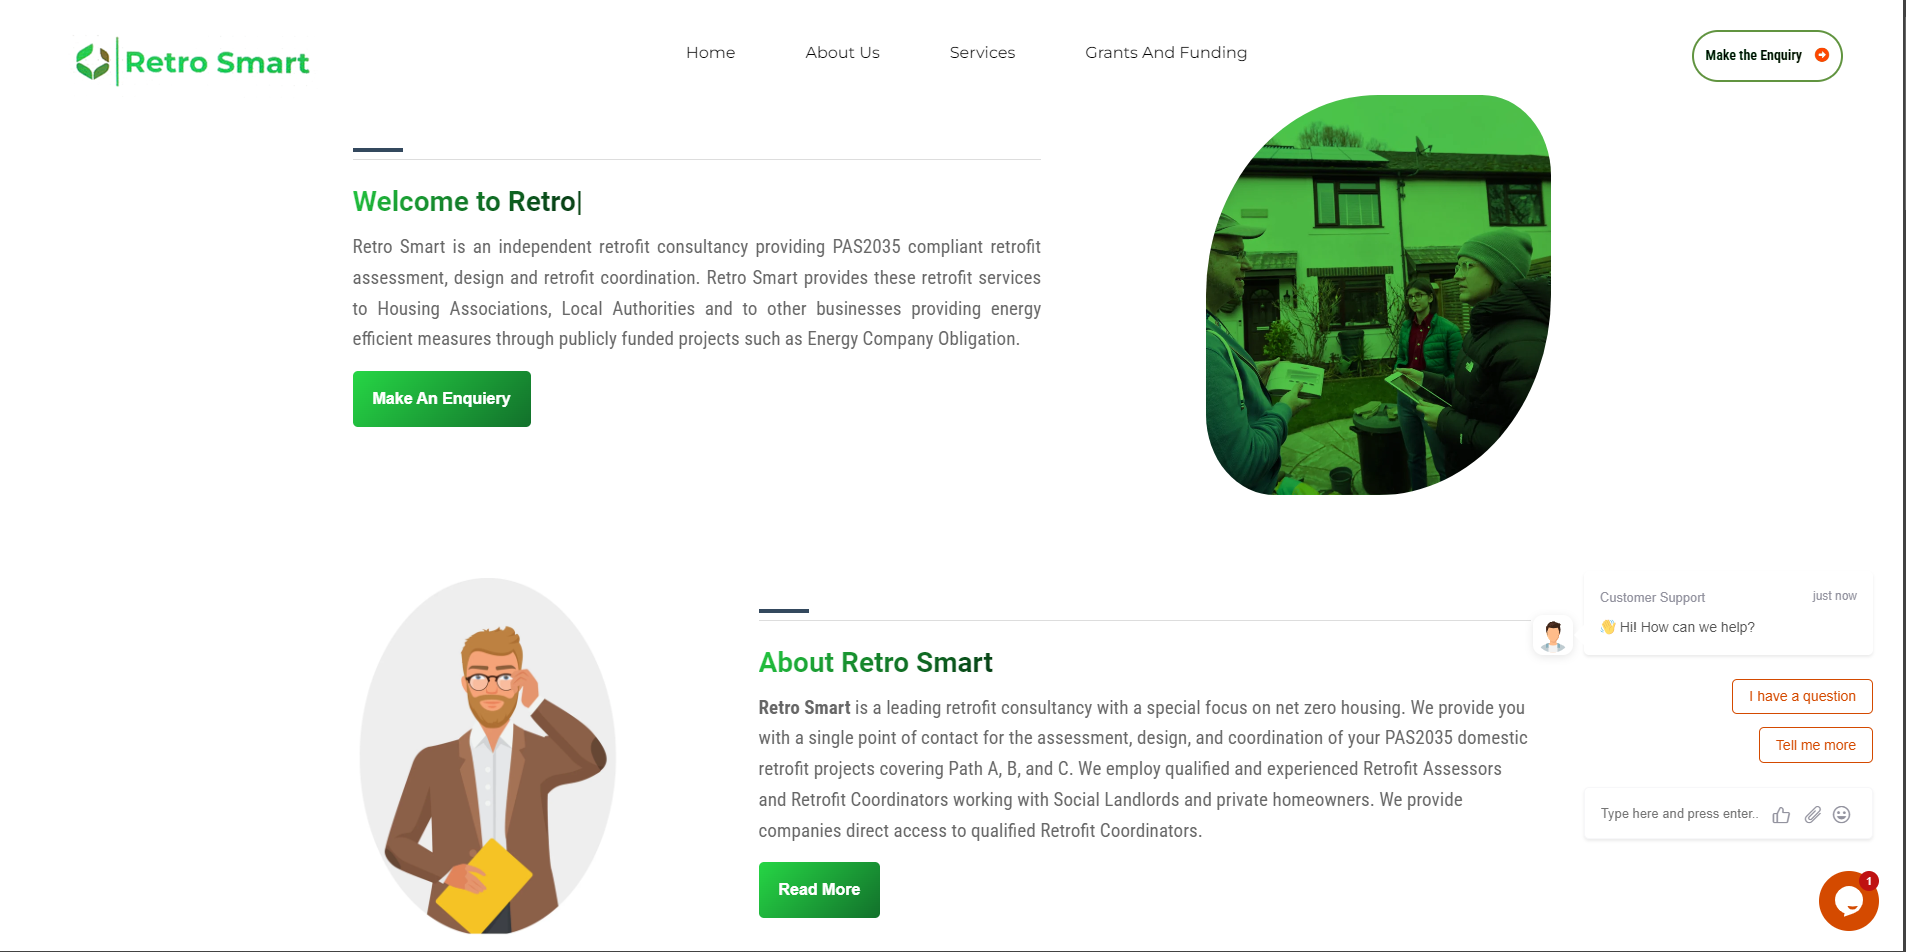 Retro Smart
Home
About Us
Services
Grants And Funding
Make the Enquiry
Welcome to Retro|
Retro Smart is an independent retrofit consultancy providing PAS2035 compliant retrofit
assessment, design and retrofit coordination. Retro Smart provides these retrofit services
to Housing Associations, Local Authorities and to other businesses providing energy
efficient measures through publicly funded projects such as Energy Company Obligation.
Make An Enquiery
About Retro Smart
Retro Smart is a leading retrofit consultancy with a special focus on net zero housing. We provide you
with a single point of contact for the assessment, design, and coordination of your PAS2035 domestic
retrofit projects covering Path A, B, and C. We employ qualified and experienced Retrofit Assessors
and Retrofit Coordinators working with Social Landlords and private homeowners. We provide
companies direct access to qualified Retrofit Coordinators.
Read More
Customer Support
just now
👋 Hi! How can we help?
I have a question
Tell me more
Type here and press enter..
1